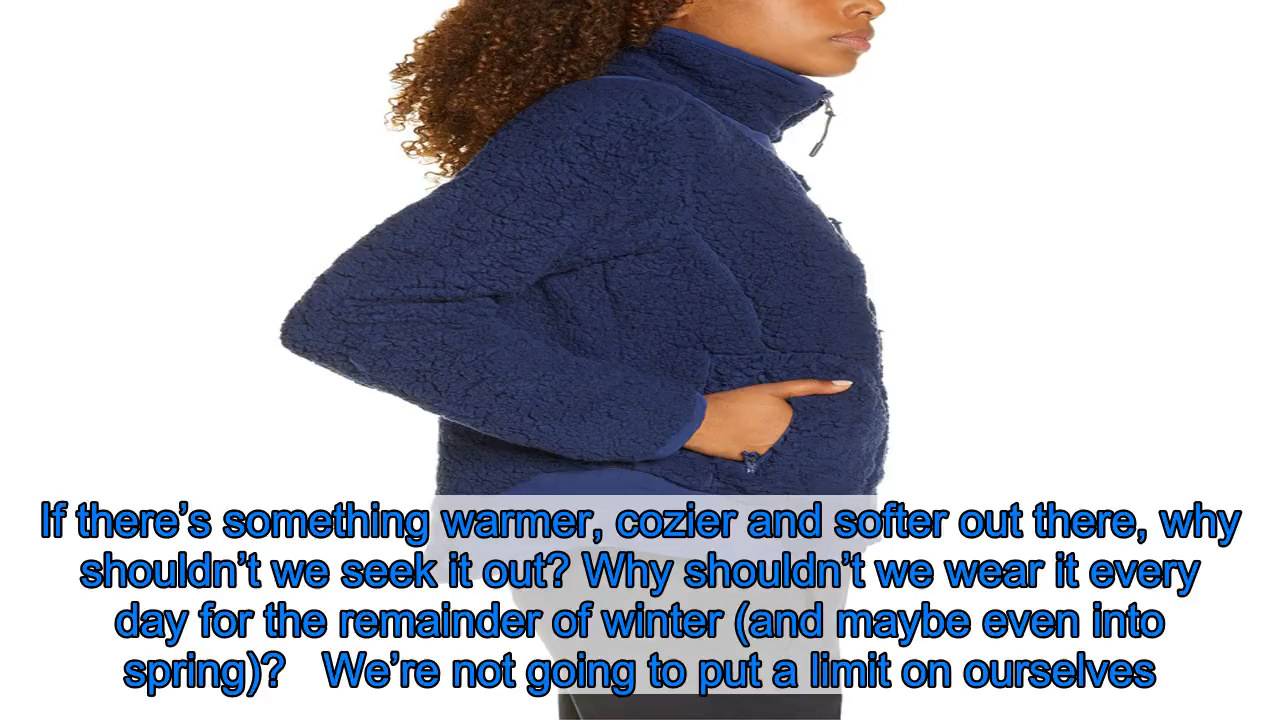 If there’s something warmer, cozier and softer out there, why
shouldn’t we seek it out? Why shouldn’t we wear it every
day for the remainder of winter (and maybe even into
spring)?   We’re not going to put a limit on ourselves